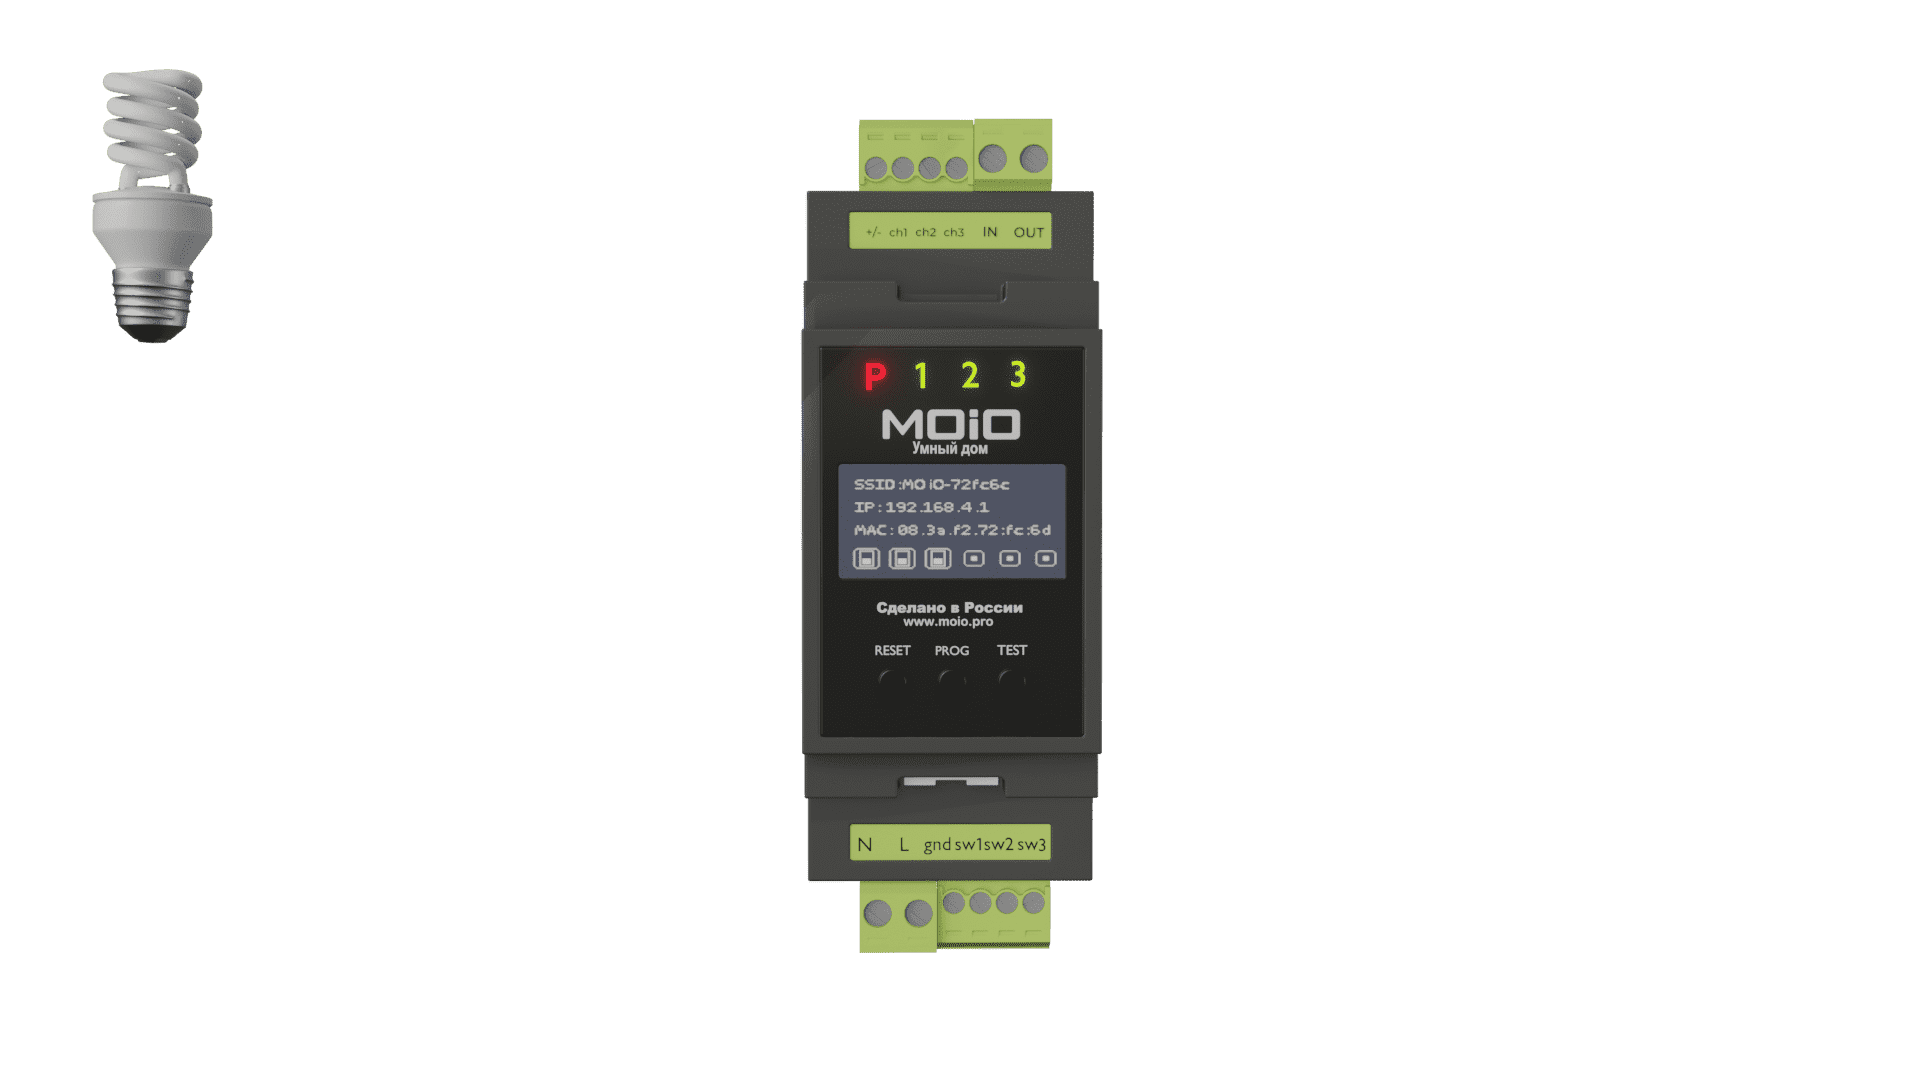 +/- ch1 ch2 ch3 IN OUT
P 1 2 3
MOiO
Умный дом
SSID:MOiO-72fc6c
IP:192.168.4.1
MAC:08.3a.f2.72:fc:6d
Сделано в России
www.moio.pro
RESET PROG TEST
N L gnd sw1 sw2 sw3